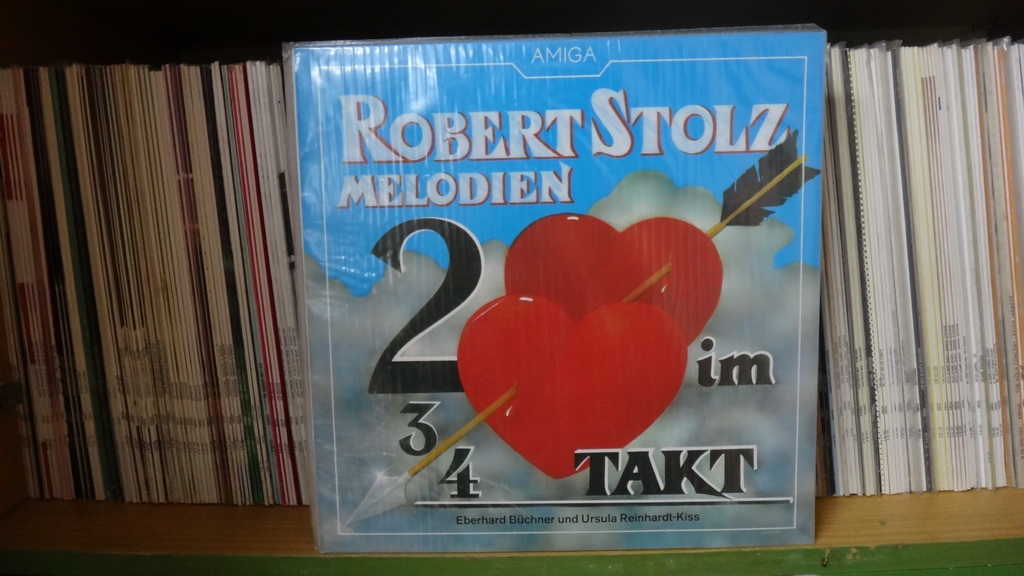 AMIGA
ROBERT STOLZ
MELODIEN
2
im
3
4
TAKT
Eberhard Büchner und Ursula Reinhardt-Kiss